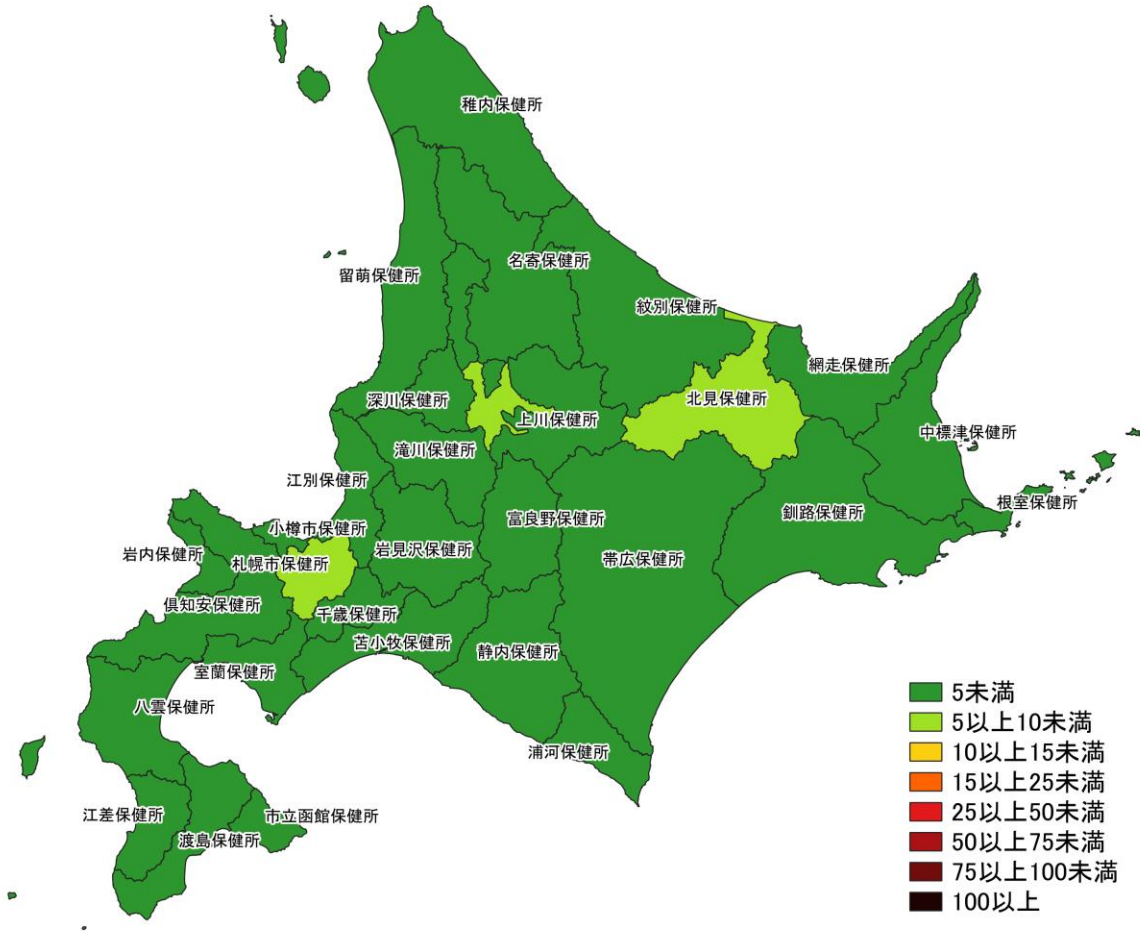 稚内保健所
名寄保健所
留萌保健所
紋別保健所
網走保健所
深川保健所
北見保健所
上川保健所
中標津保健所
滝川保健所
江別保健所
根室保健所
釧路保健所
富良野保健所
小樽市保健所
岩見沢保健所
岩内保健所
札幌市保健所
帯広保健所
倶知安保健所
千歳保健所
苫小牧保健所
静内保健所
室蘭保健所
八雲保健所
浦河保健所
江差保健所
市立函館保健所
渡島保健所
5未満
5以上10未満
10以上15未満
15以上25未満
25以上50未満
50以上75未満
75以上100未満
100以上